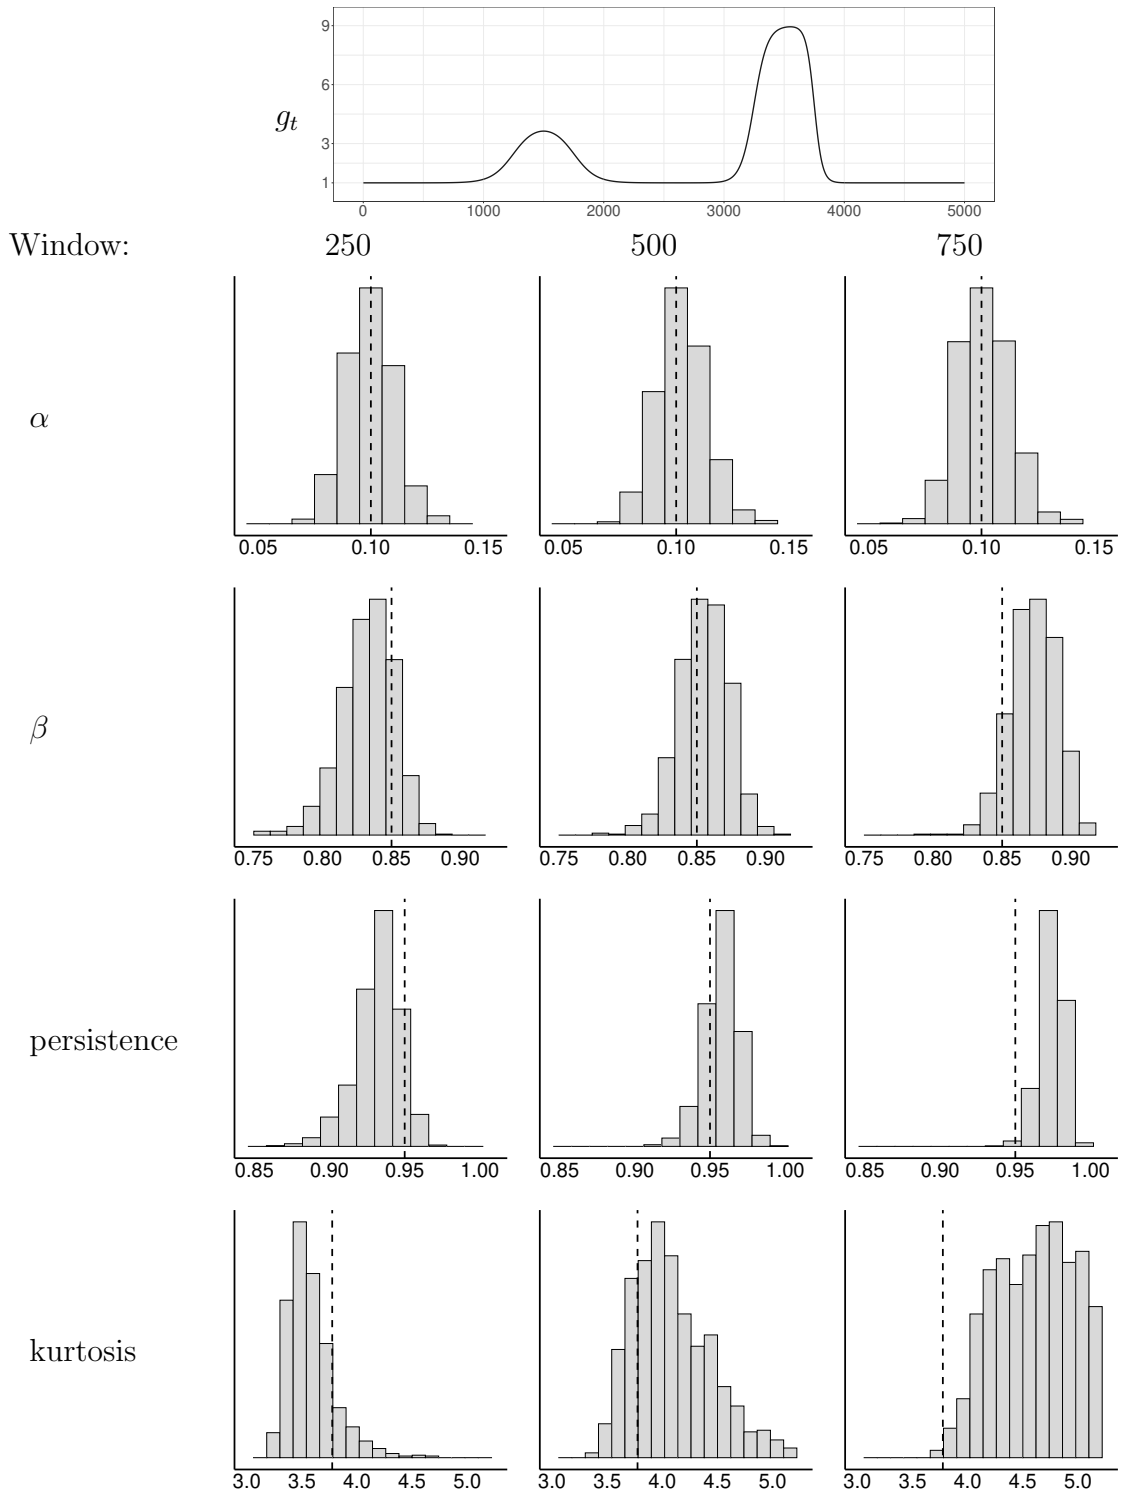 9
6
g_t
3
1
0 1000 2000 3000 4000 5000
Window: 250 500 750
α
0.05 0.10 0.15 0.05 0.10 0.15 0.05 0.10 0.15
β
0.75 0.80 0.85 0.90 0.75 0.80 0.85 0.90 0.75 0.80 0.85 0.90
persistence
0.85 0.90 0.95 1.00 0.85 0.90 0.95 1.00 0.85 0.90 0.95 1.00
kurtosis
3.0 3.5 4.0 4.5 5.0 3.0 3.5 4.0 4.5 5.0 3.0 3.5 4.0 4.5 5.0